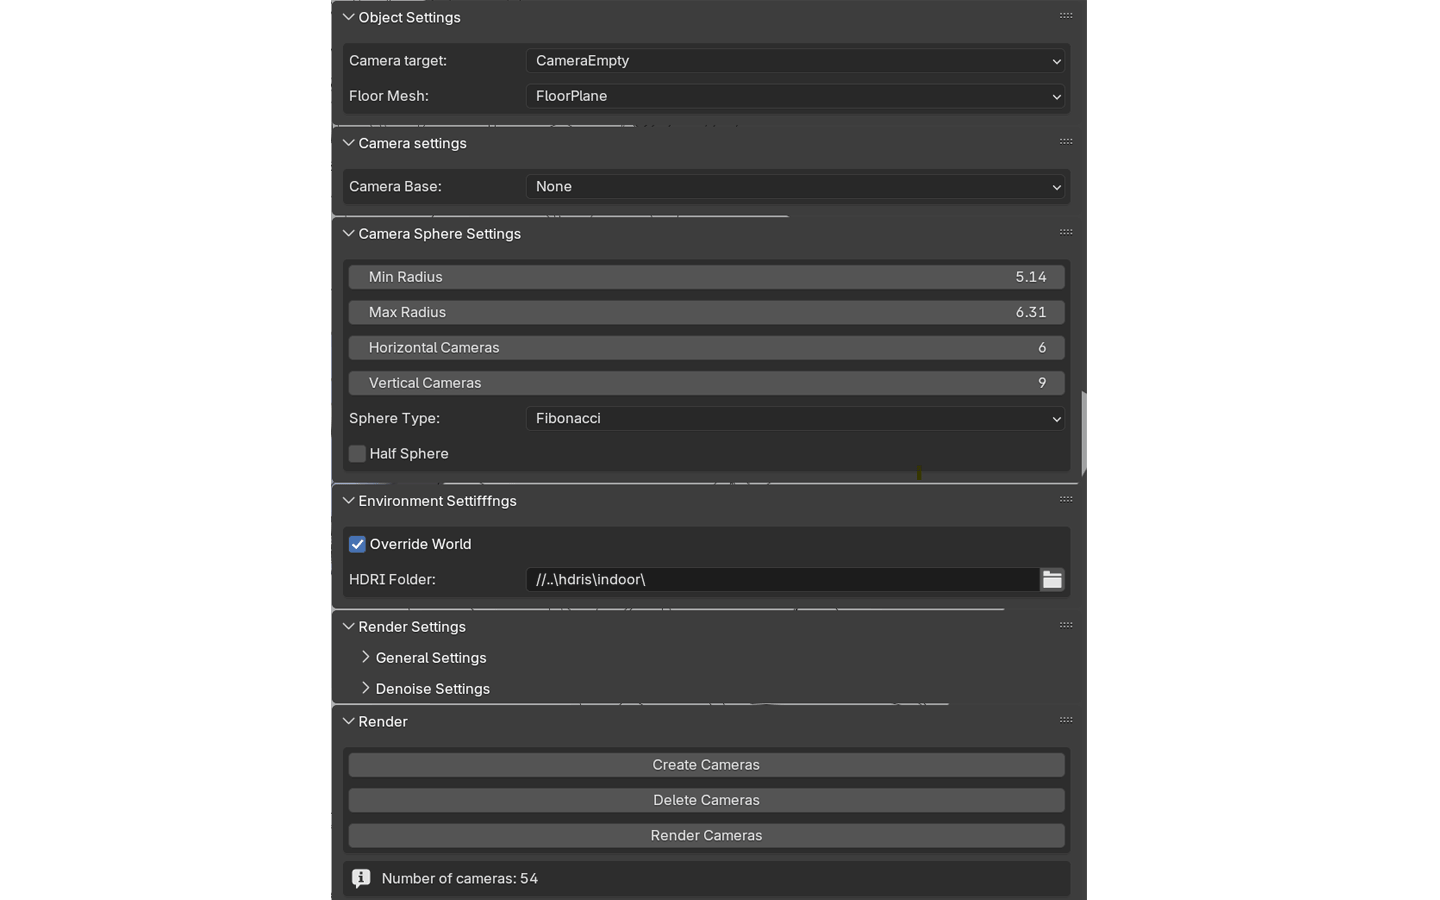 Object Settings
Camera target: CameraEmpty
Floor Mesh: FloorPlane
Camera settings
Camera Base: None
Camera Sphere Settings
Min Radius 5.14
Max Radius 6.31
Horizontal Cameras 6
Vertical Cameras 9
Sphere Type: Fibonacci
Half Sphere
Environment Settifffngs
Override World
HDRI Folder: //..\hdris\indoor\
Render Settings
General Settings
Denoise Settings
Render
Create Cameras
Delete Cameras
Render Cameras
Number of cameras: 54